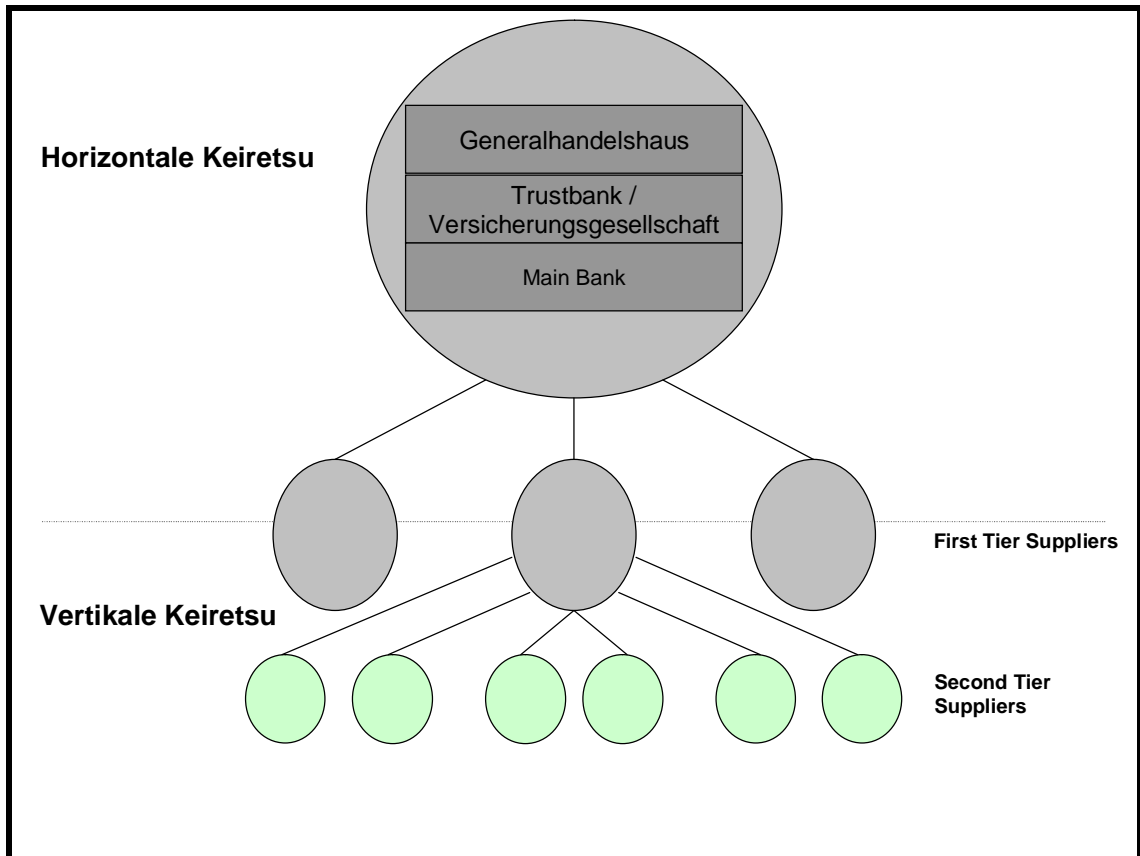 Horizontale Keiretsu
Generalhandelshaus
Trustbank /
Versicherungsgesellschaft
Main Bank
First Tier Suppliers
Vertikale Keiretsu
Second Tier
Suppliers